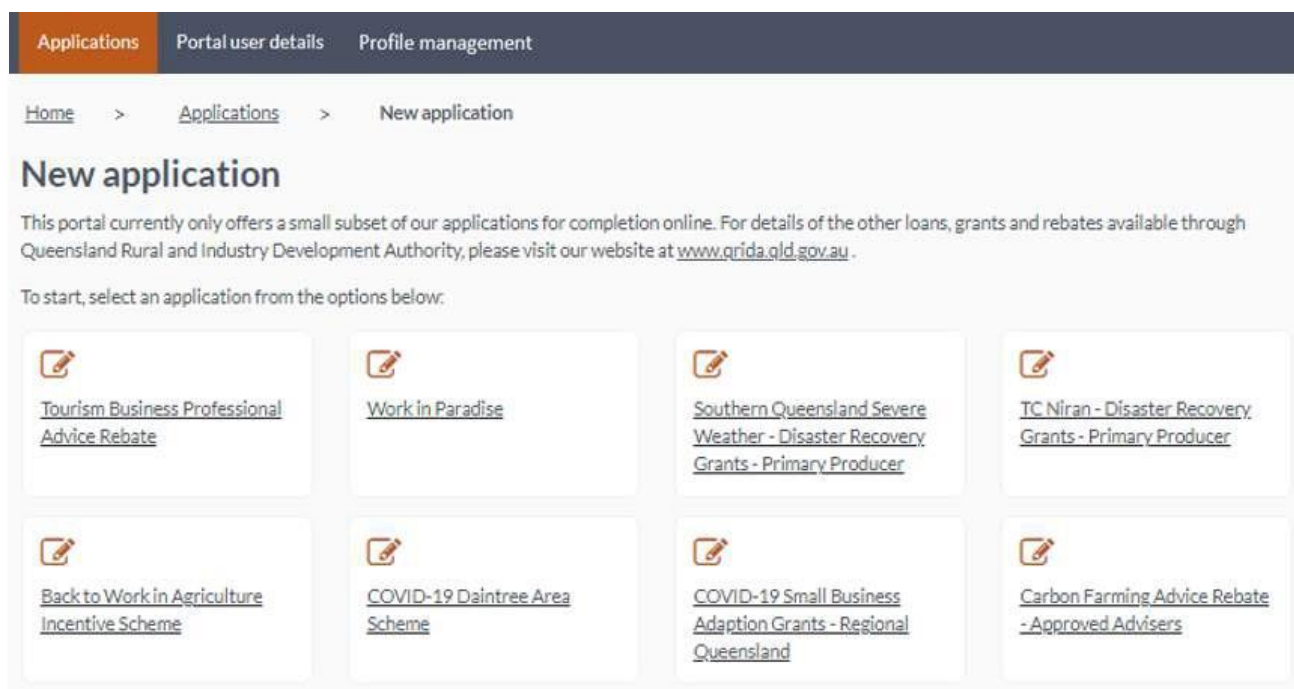 Applications Portal user details Profile management
Home > Applications > New application
New application
This portal currently only offers a small subset of our applications for completion online. For details of the other loans, grants and rebates available through
Queensland Rural and Industry Development Authority, please visit our website at www.qrida.qld.gov.au .
To start, select an application from the options below:
Tourism Business Professional
Advice Rebate
Work in Paradise
Southern Queensland Severe
Weather - Disaster Recovery
Grants - Primary Producer
TC Niran - Disaster Recovery
Grants - Primary Producer
Back to Work in Agriculture
Incentive Scheme
COVID-19 Daintree Area
Scheme
COVID-19 Small Business
Adaption Grants - Regional
Queensland
Carbon Farming Advice Rebate
- Approved Advisers